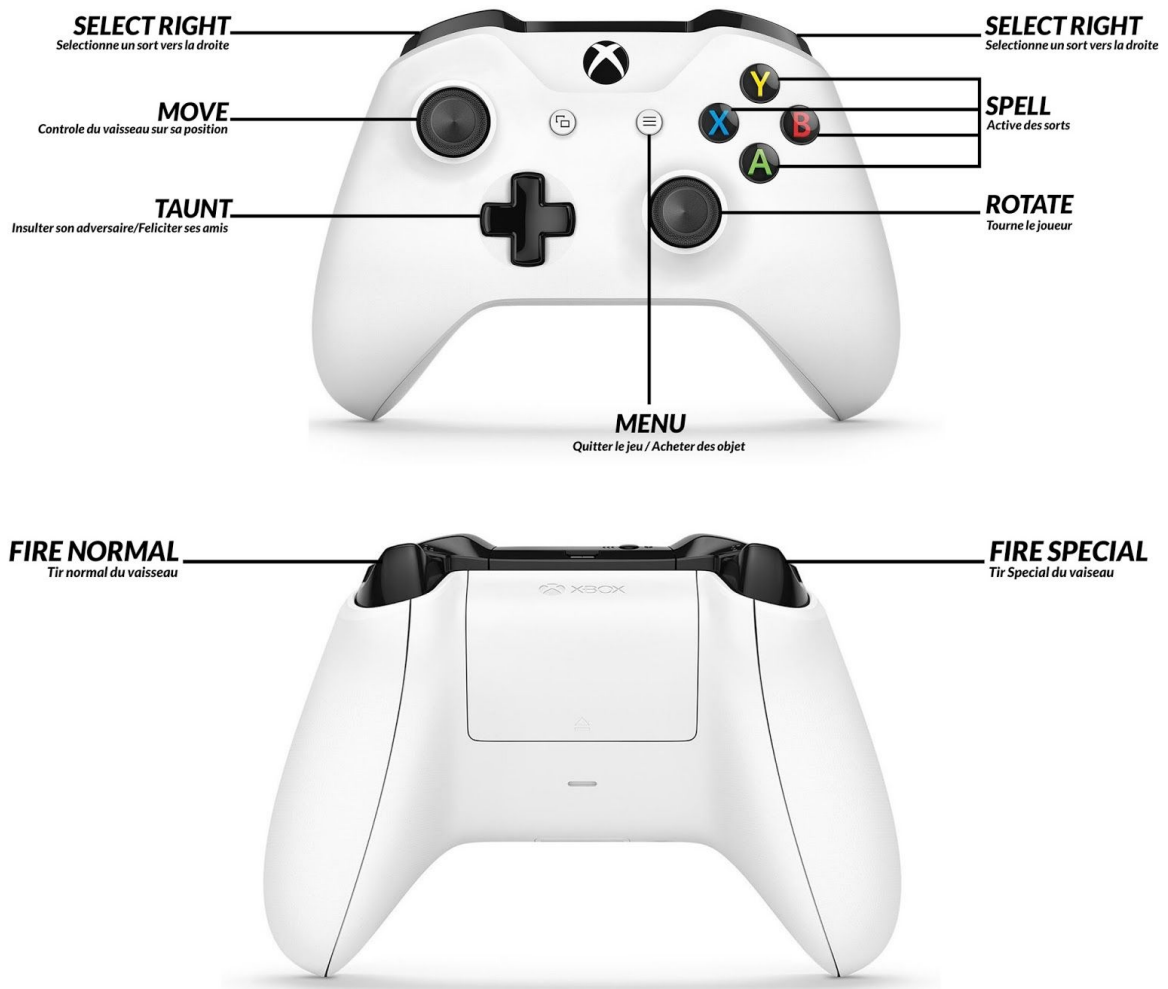 SELECT RIGHT
Selectionne un sort vers la droite
SELECT RIGHT
Selectionne un sort vers la droite
Y
X
B
A
MOVE
Controle du vaisseau sur sa position
SPELL
Active des sorts
TAUNT
Insulter son adversaire/Feliciter ses amis
ROTATE
Tourne le joueur
MENU
Quitter le jeu / Acheter des objet
FIRE NORMAL
Tir normal du vaisseau
FIRE SPECIAL
Tir Special du vaiseau
XBOX